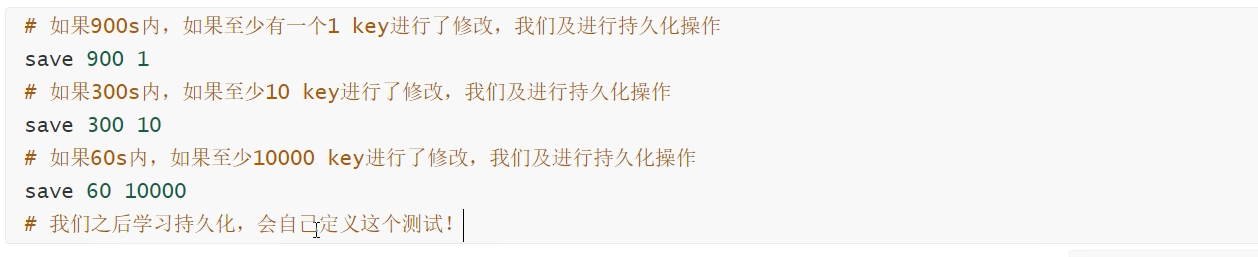 # 如果900s内，如果至少有一个1 key进行了修改，我们及进行持久化操作
save 900 1
# 如果300s内，如果至少10 key进行了修改，我们及进行持久化操作
save 300 10
# 如果60s内，如果至少10000 key进行了修改，我们及进行持久化操作
save 60 10000
# 我们之后学习持久化，会自己定义这个测试！